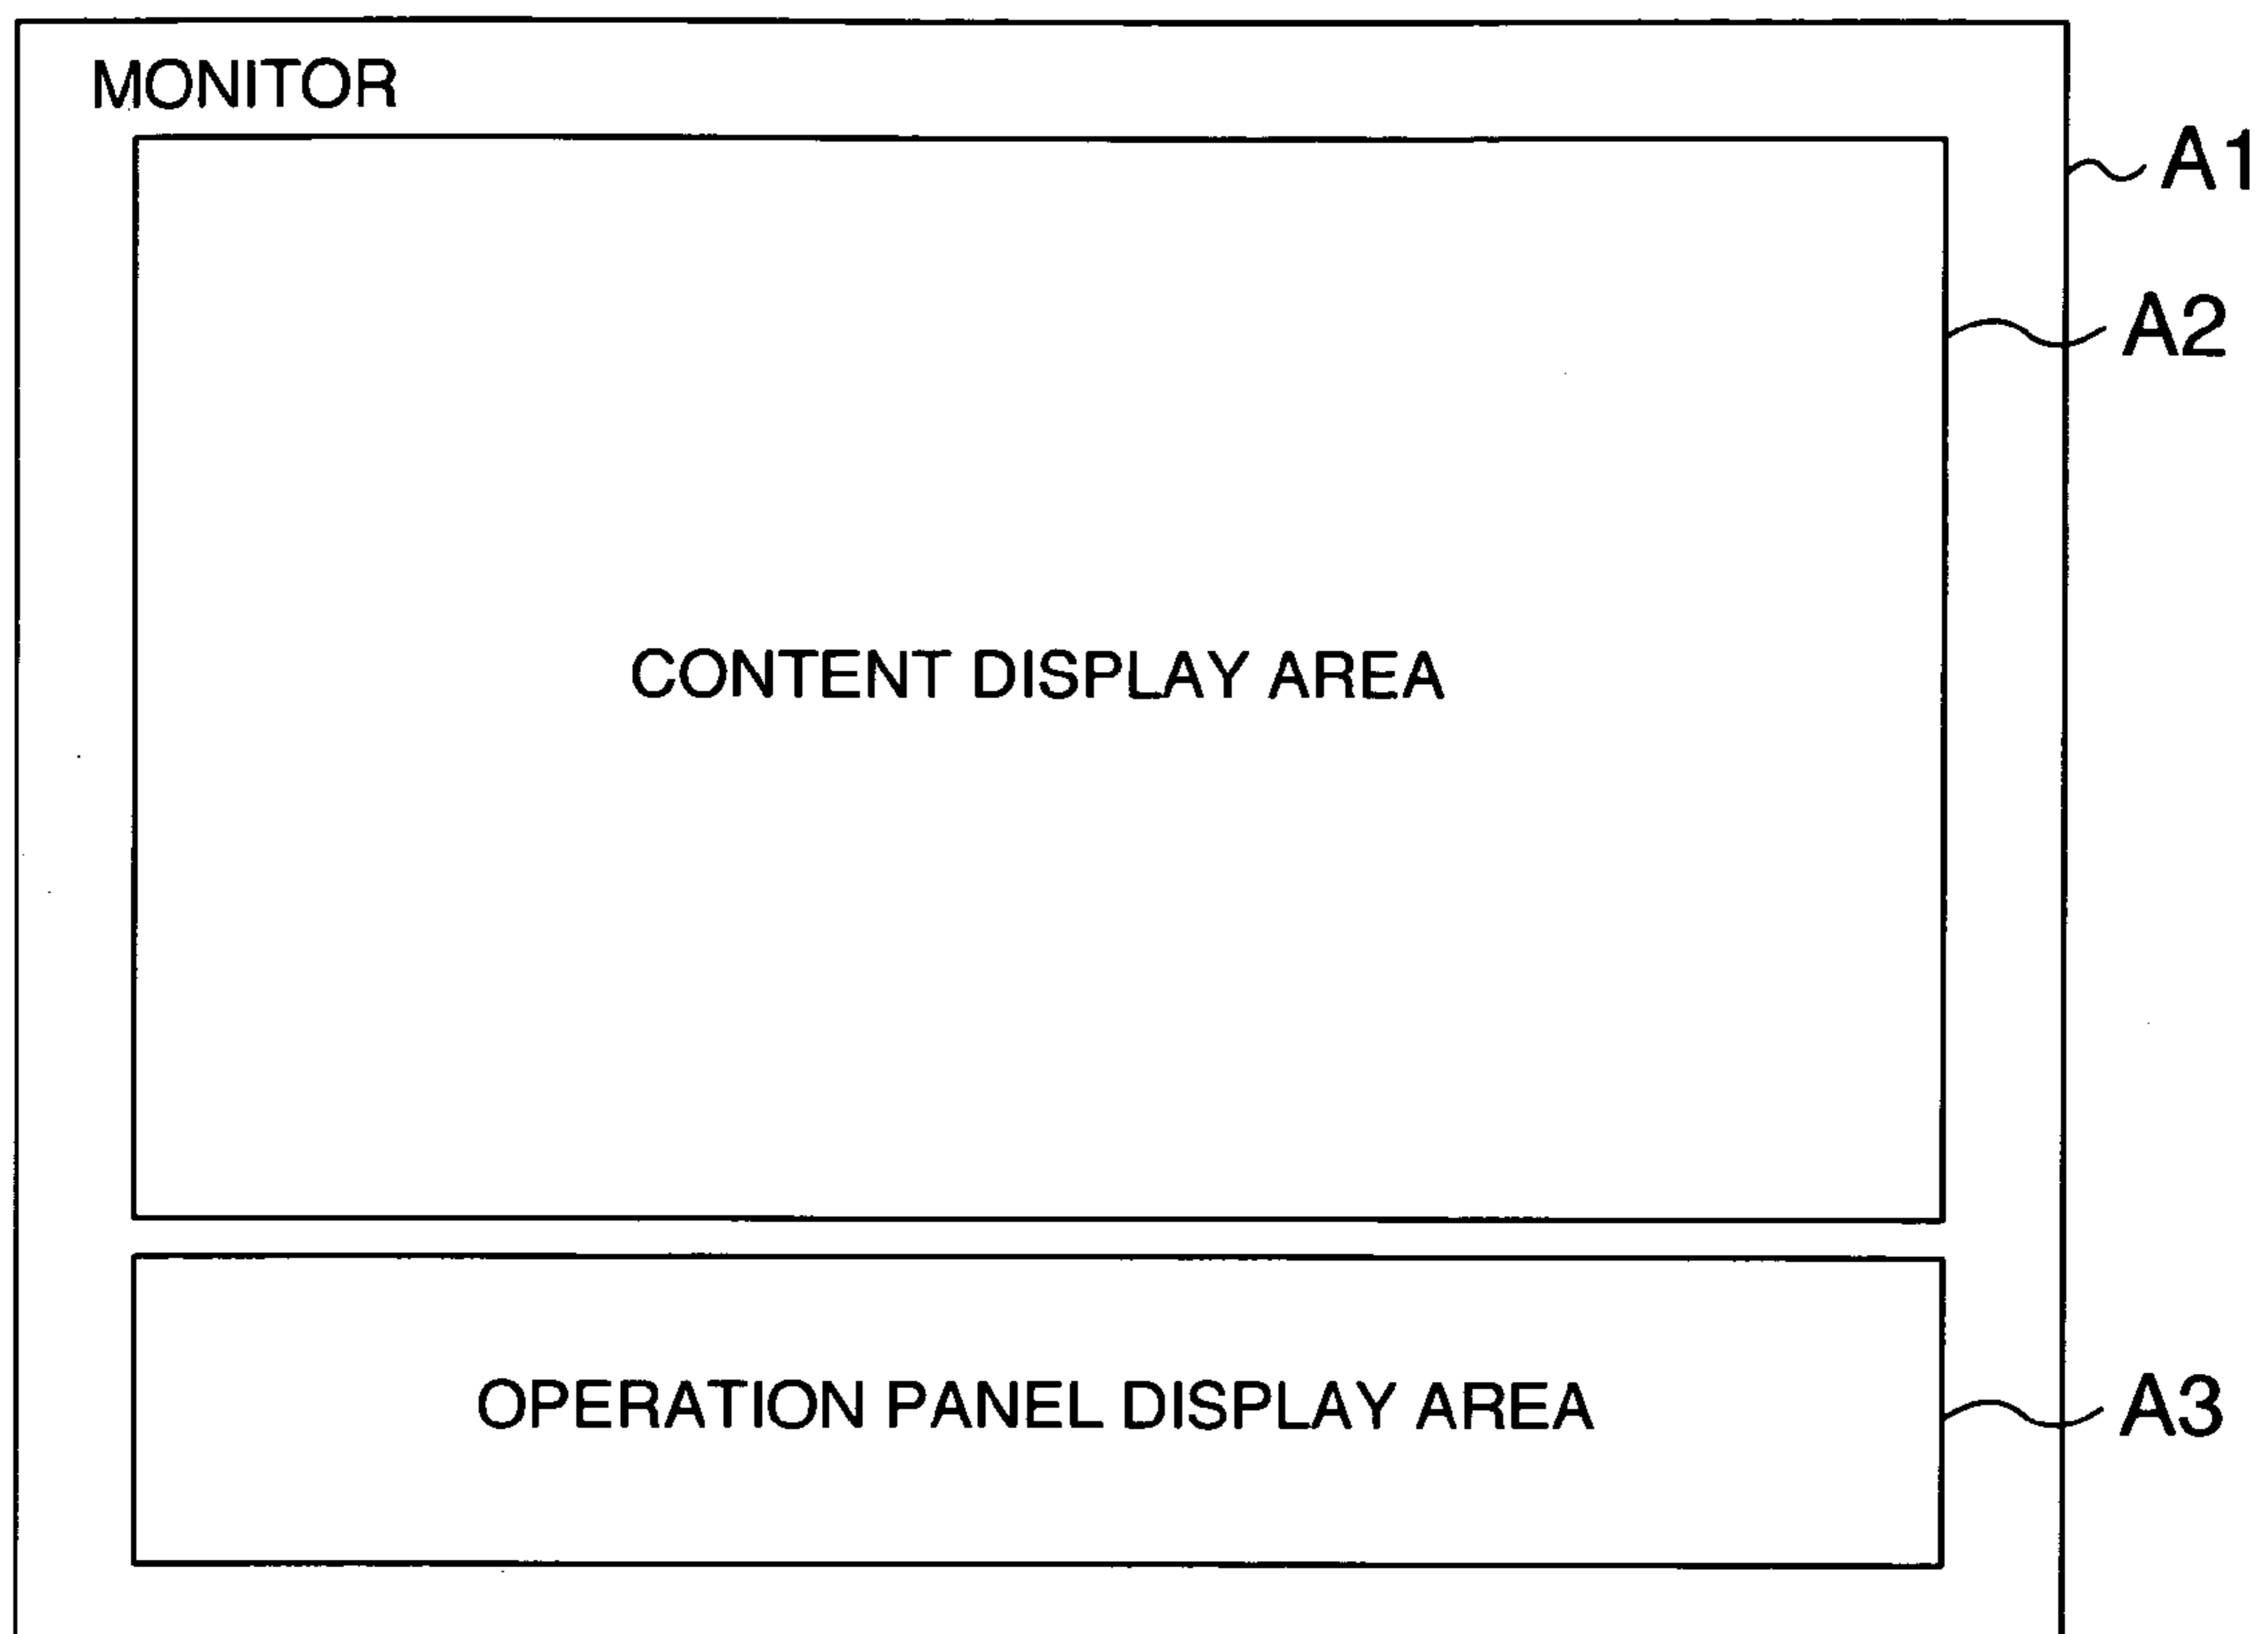 MONITOR
A1
A2
CONTENT DISPLAY AREA
OPERATION PANEL DISPLAY AREA
A3